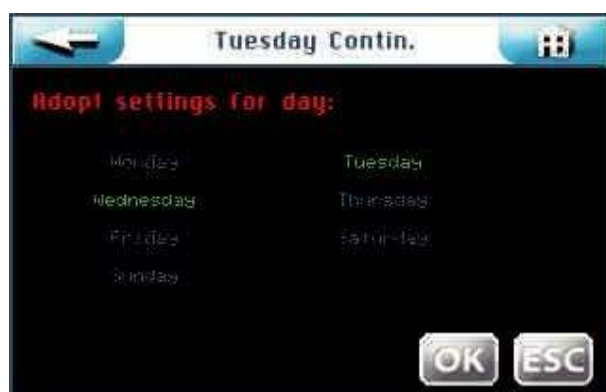 Tuesday Contin.
Adopt settings for day:
Monday Tuesday
Wednesday Thursday
Friday Saturday
Sunday
OK ESC